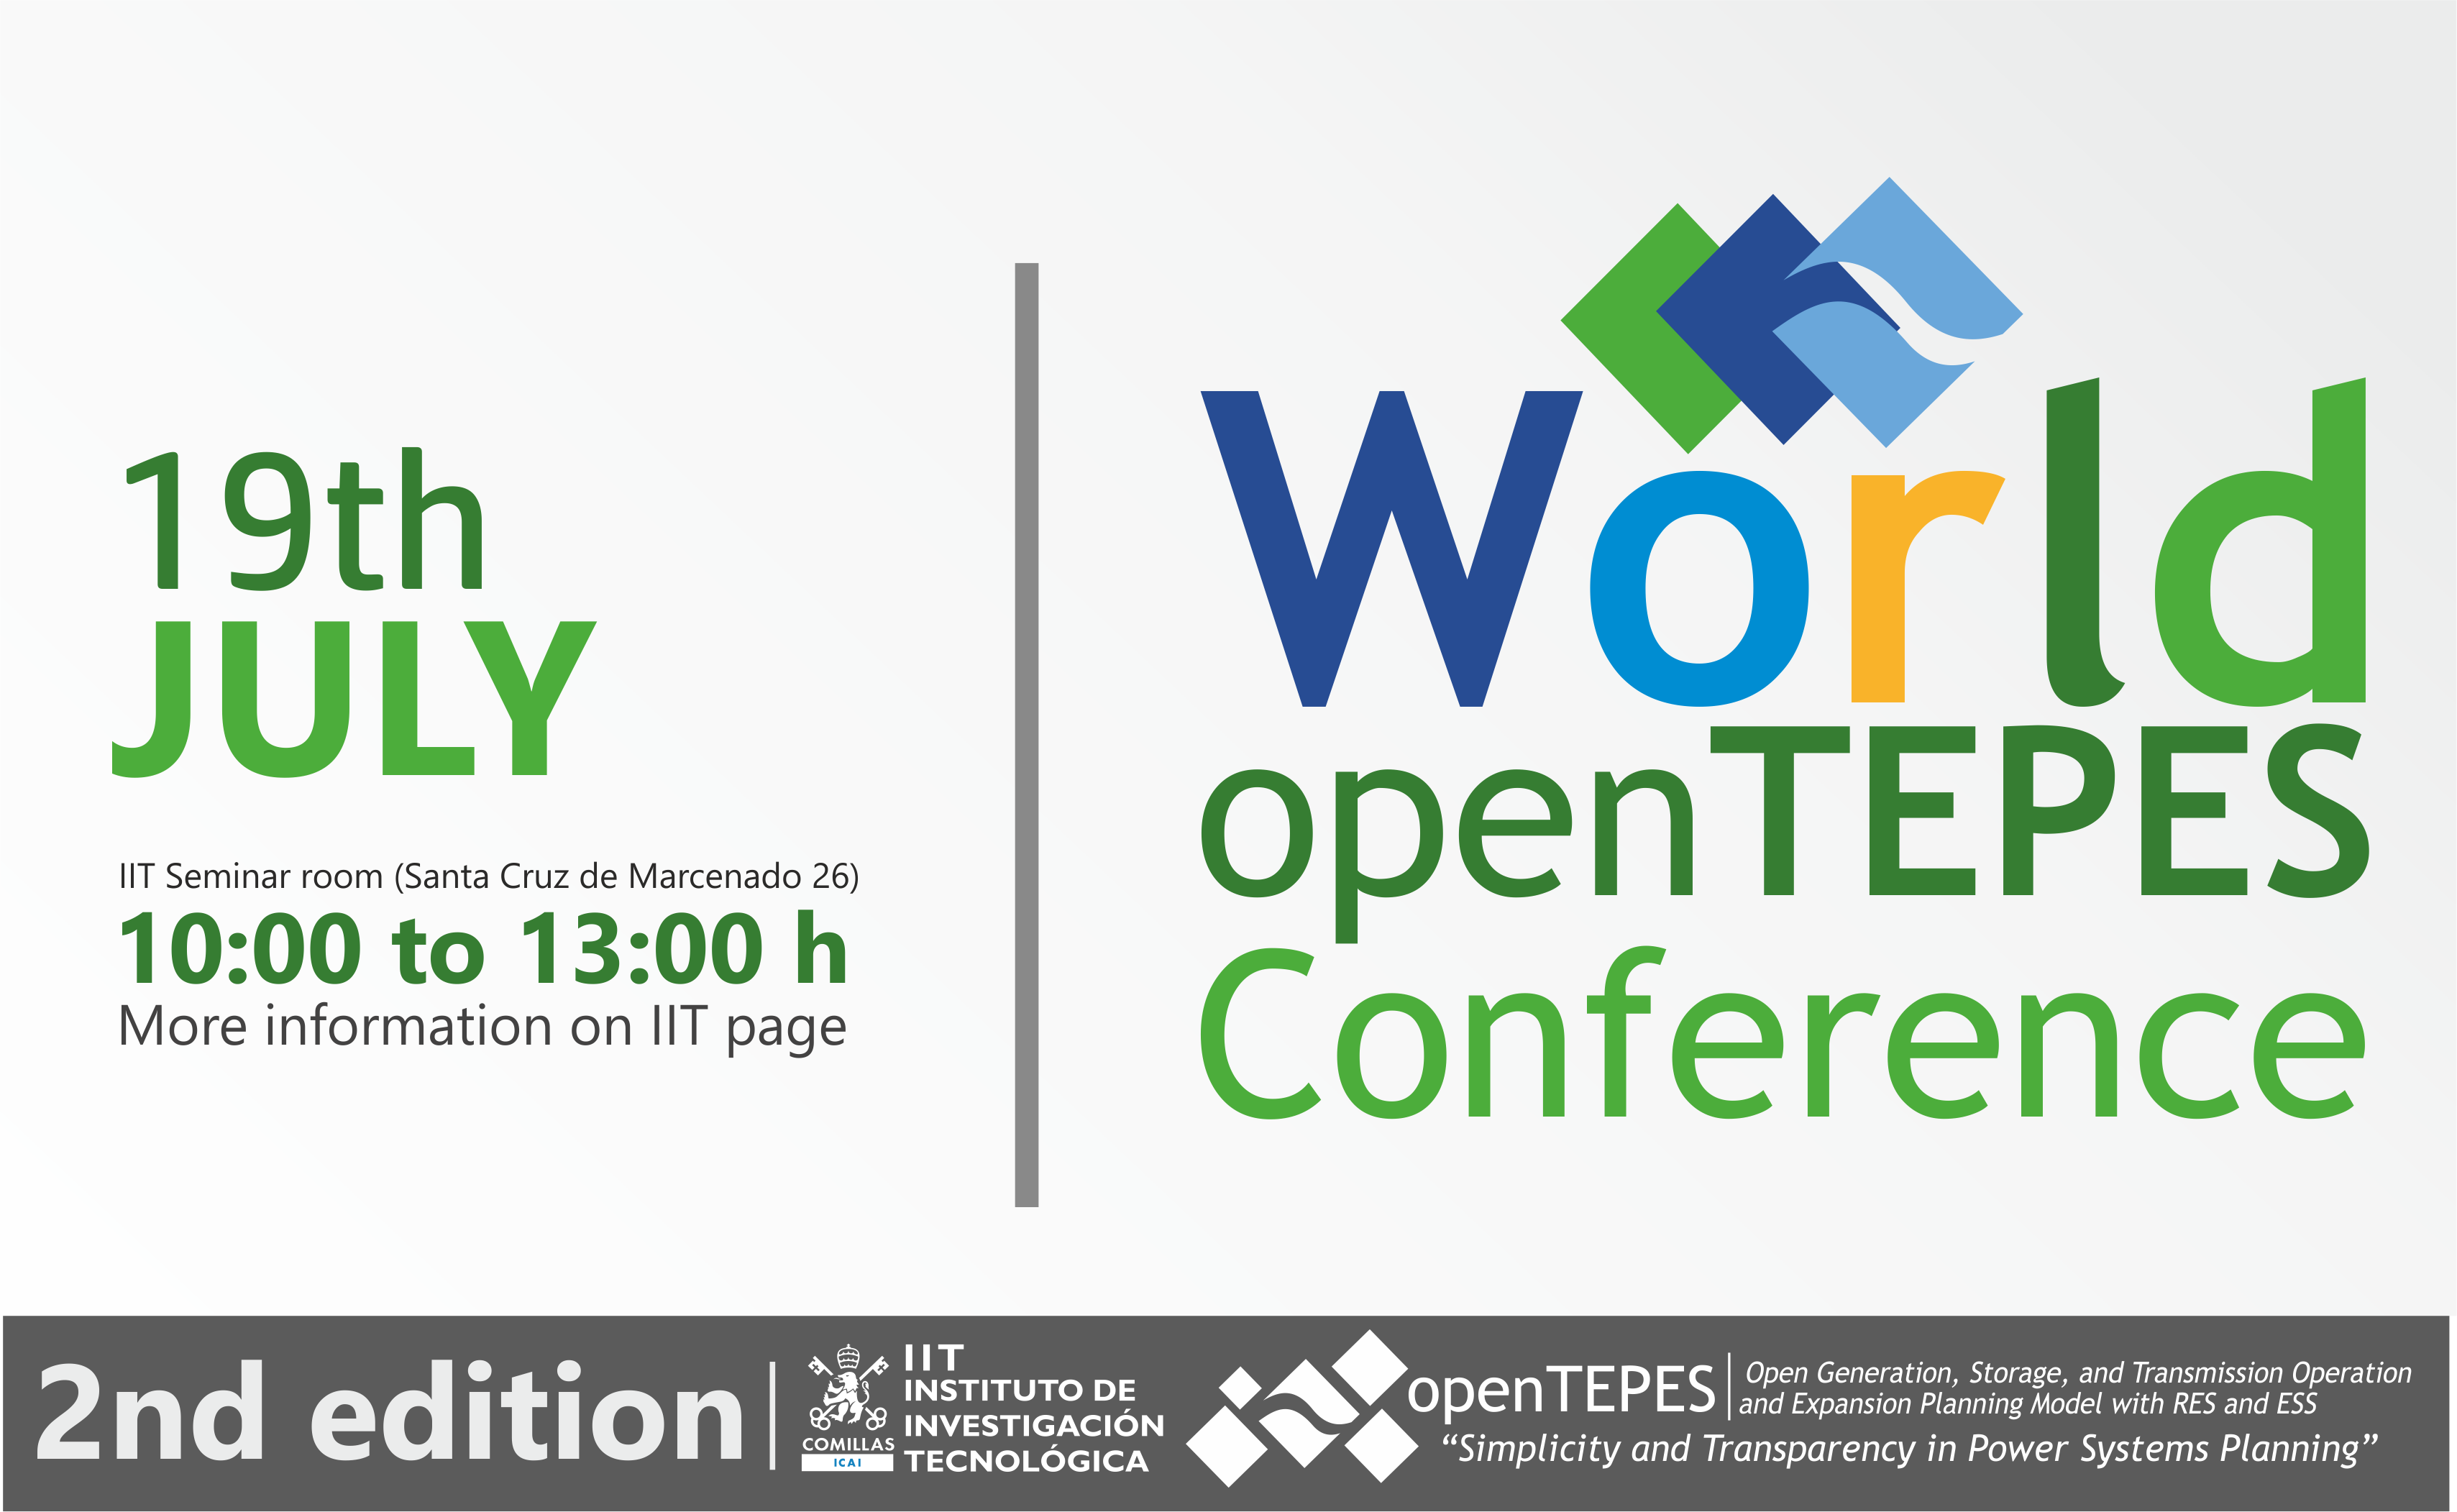 19th
JULY
IIT Seminar room (Santa Cruz de Marcenado 26)
10:00 to 13:00 h
More information on IIT page
World
openTEPES
Conference
2nd edition
COMILLAS
ICAI
IIT
INSTITUTO DE
INVESTIGACIÓN
TECNOLÓGICA
openTEPES
Open Generation, Storage, and Transmission Operation
and Expansion Planning Model with RES and ESS
“Simplicity and Transparency in Power Systems Planning”